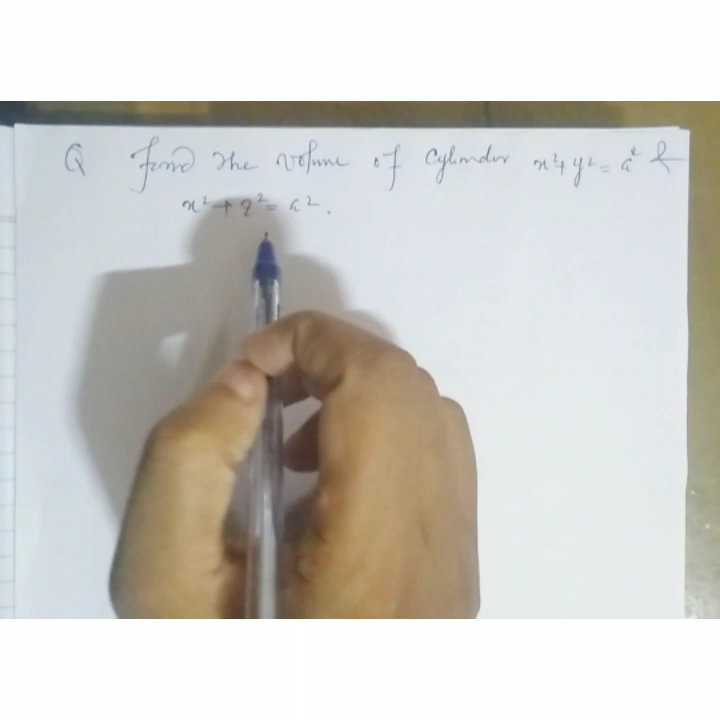 Q Find the volume of cylinder x²+y²=a² &
x²+z²=a².